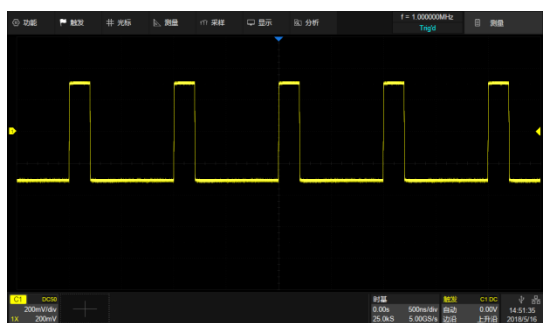 功能 触发 光标 测量 采样 显示 分析 f = 1.000000MHz 测量
Trig'd
C1 DC50 时基 触发 C1 DC
200mV/div 0.00s 500ns/div 自动 0.00V 14:51:35
1X 200mV 25.0kS 5.00GS/s 边沿 上升沿 2018/5/16